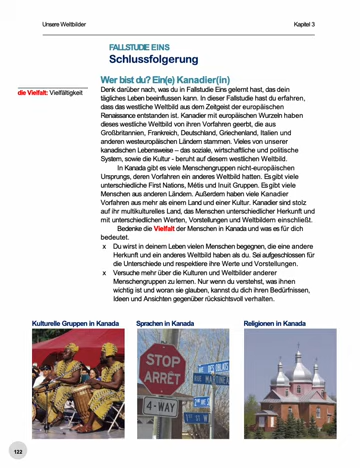 Unsere Weltbilder
Kapitel 3
FALLSTUDIE EINS
Schlussfolgerung
die Vielfalt: Vielfältigkeit
Wer bist du? Ein(e) Kanadier(in)
Denk darüber nach, was du in Fallstudie Eins gelernt hast, das dein
tägliches Leben beeinflussen kann. In dieser Fallstudie hast du erfahren,
dass das westliche Weltbild aus dem Zeitgeist der europäischen
Renaissance entstanden ist. Kanadier mit europäischen Wurzeln haben
dieses westliche Weltbild von ihren Vorfahren geerbt, die aus
Großbritannien, Frankreich, Deutschland, Griechenland, Italien und
anderen westeuropäischen Ländern stammen. Vieles von unserer
kanadischen Lebensweise – das soziale, wirtschaftliche und politische
System, sowie die Kultur - beruht auf diesem westlichen Weltbild.
In Kanada gibt es viele Menschengruppen nicht-europäischen
Ursprungs, deren Vorfahren ein anderes Weltbild hatten. Es gibt viele
unterschiedliche First Nations, Métis und Inuit Gruppen. Es gibt viele
Menschen aus anderen Ländern. Außerdem haben viele Kanadier
Vorfahren aus mehr als einem Land und einer Kultur. Kanadier sind stolz
auf ihr multikulturelles Land, das Menschen unterschiedlicher Herkunft und
mit unterschiedlichen Werten, Vorstellungen und Weltbildern einschließt.
Bedenke die Vielfalt der Menschen in Kanada und was es für dich
bedeutet.
x Du wirst in deinem Leben vielen Menschen begegnen, die eine andere
Herkunft und ein anderes Weltbild haben als du. Sei aufgeschlossen für
die Unterschiede und respektiere ihre Werte und Vorstellungen.
x Versuche mehr über die Kulturen und Weltbilder anderer
Menschengruppen zu lernen. Nur wenn du verstehst, was ihnen
wichtig ist und woran sie glauben, kannst du dich ihren Bedürfnissen,
Ideen und Ansichten gegenüber rücksichtsvoll verhalten.
Kulturelle Gruppen in Kanada
Sprachen in Kanada
Religionen in Kanada
STOP
ARRÊT
4-WAY
122